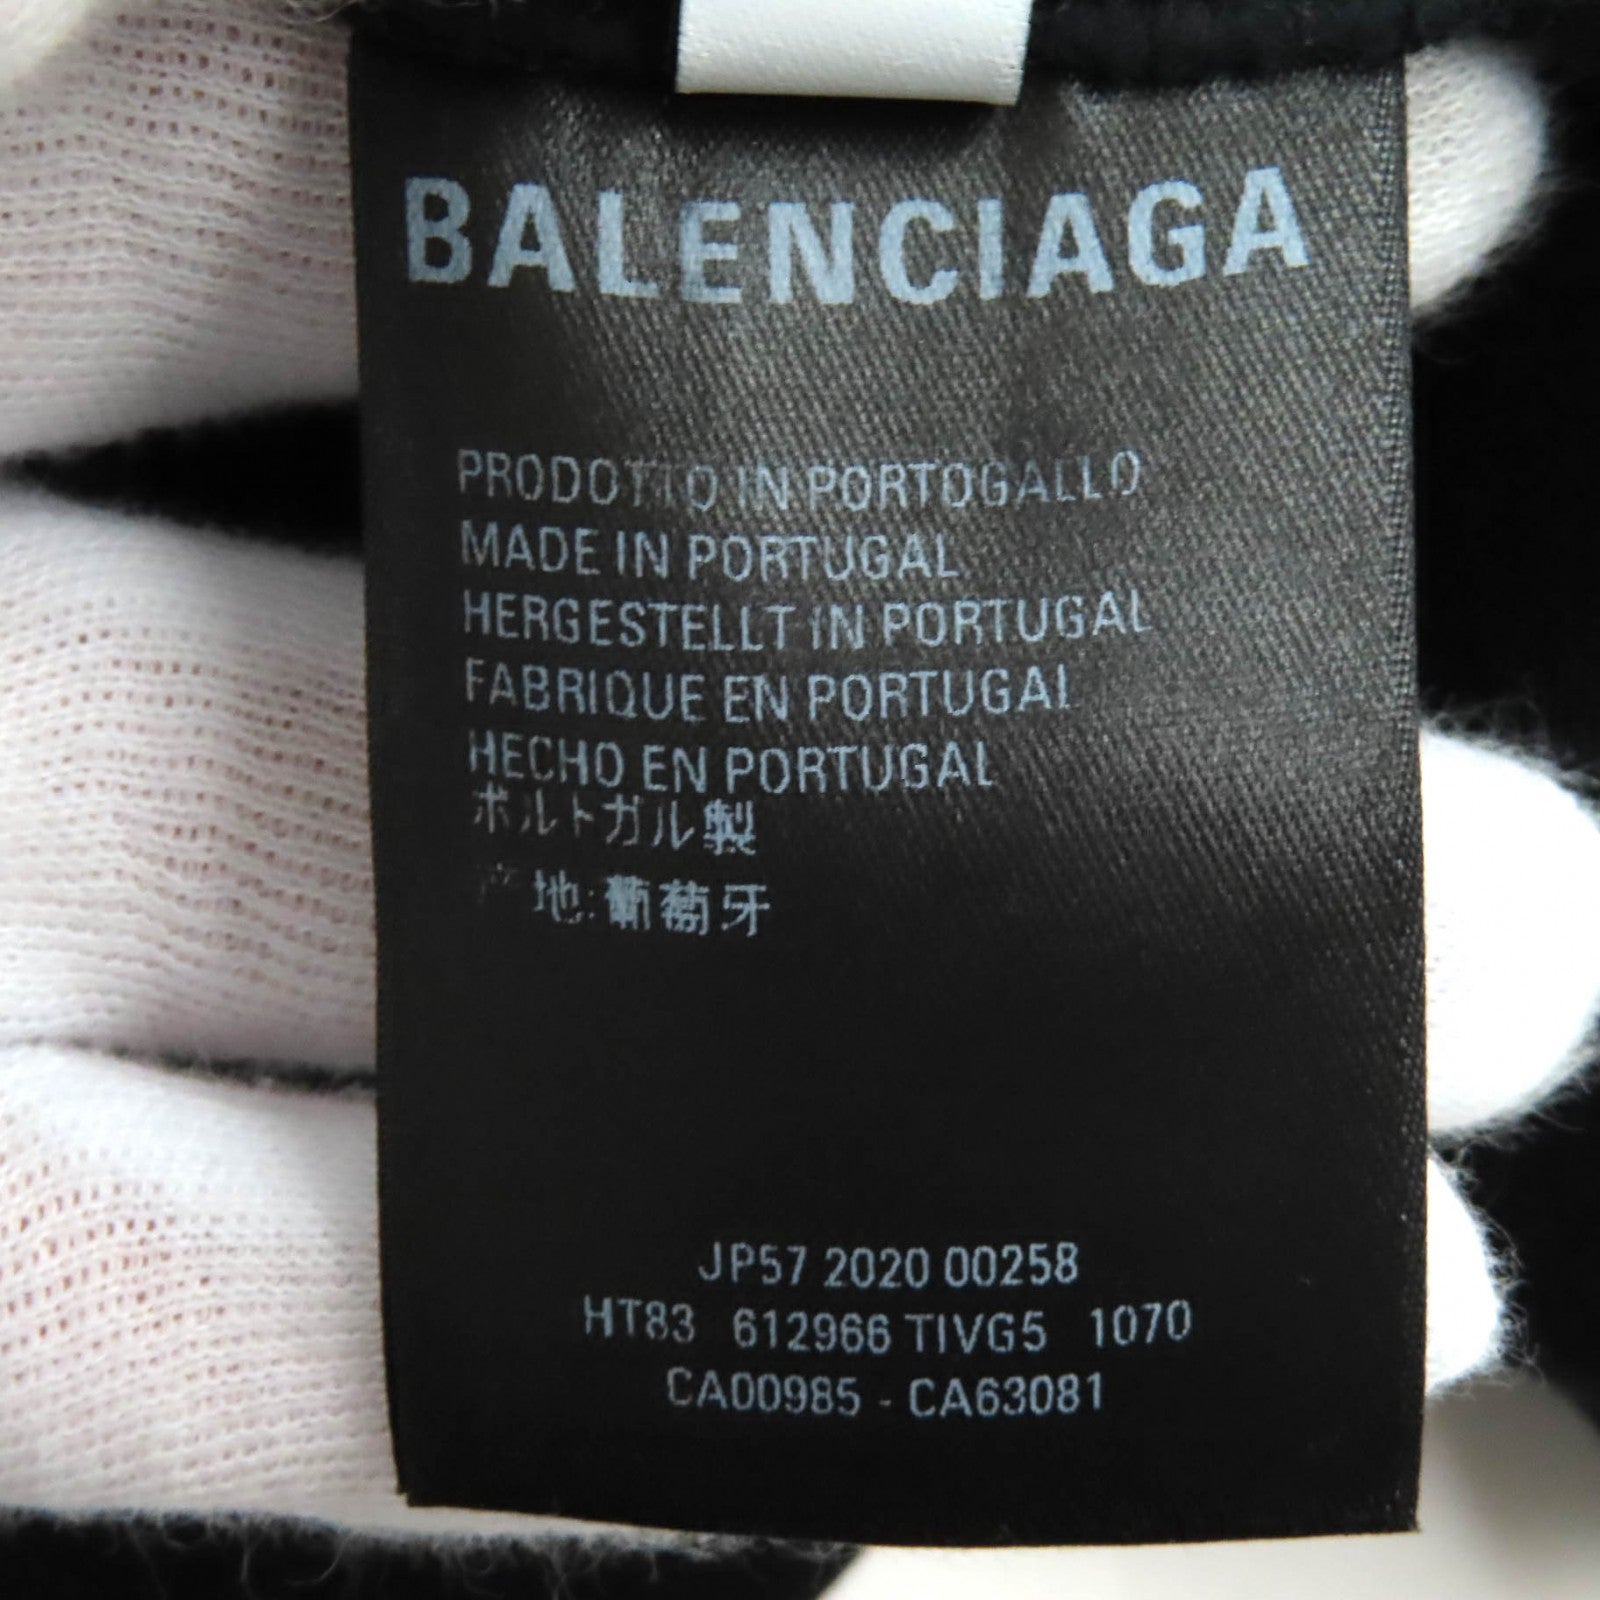 BALENCIAGA
PRODOTTO IN PORTOGALLO
MADE IN PORTUGAL
HERGESTELLT IN PORTUGAL
FABRIQUE EN PORTUGAL
HECHO EN PORTUGAL
ポルトガル製
产地:葡萄牙
JP57 2020 00258
HT83 612966 TIVG5 1070
CA00985 - CA63081